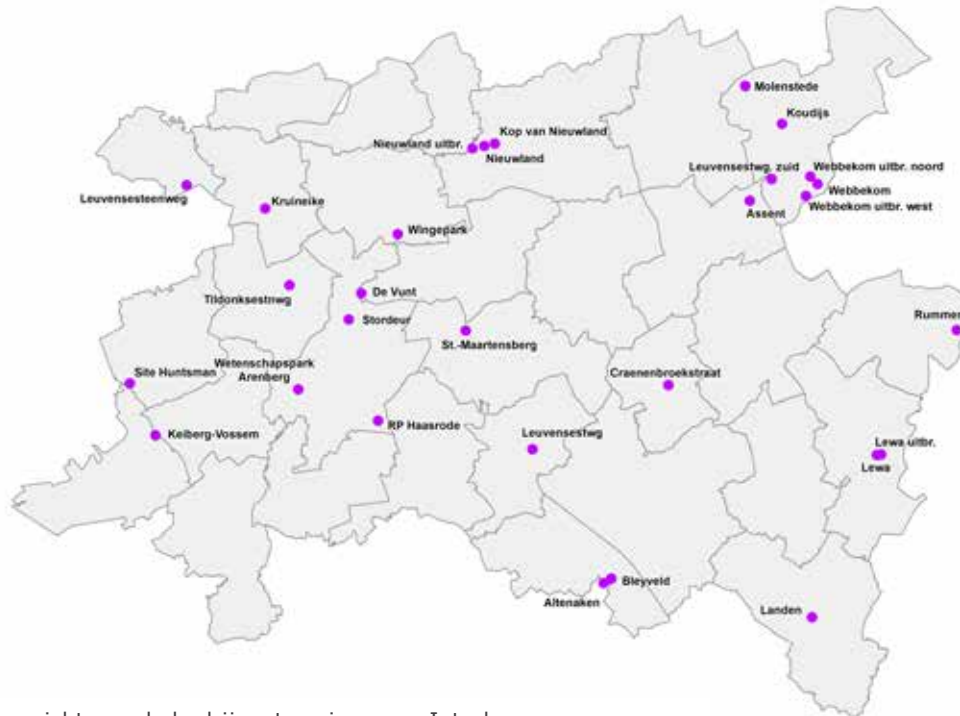 Molenstede
Koudijs
Kop van Nieuwland
Nieuwland uitbr.
Nieuwland
Leuvensestwg. zuid
Webbekom uitbr. noord
Webbekom
Webbekom uitbr. west
Assent
Leuvensesteenweg
Kruineike
Wingepark
Tildonksestnwg
De Vunt
Stordeur
St.-Maartensberg
Rummen
Site Huntsman
Wetenschapspark
Arenberg
Craenenbroekstraat
Keiberg-Vossem
RP Haasrode
Leuvensestwg
Lewa uitbr.
Lewa
Bleyveld
Altenaken
Landen